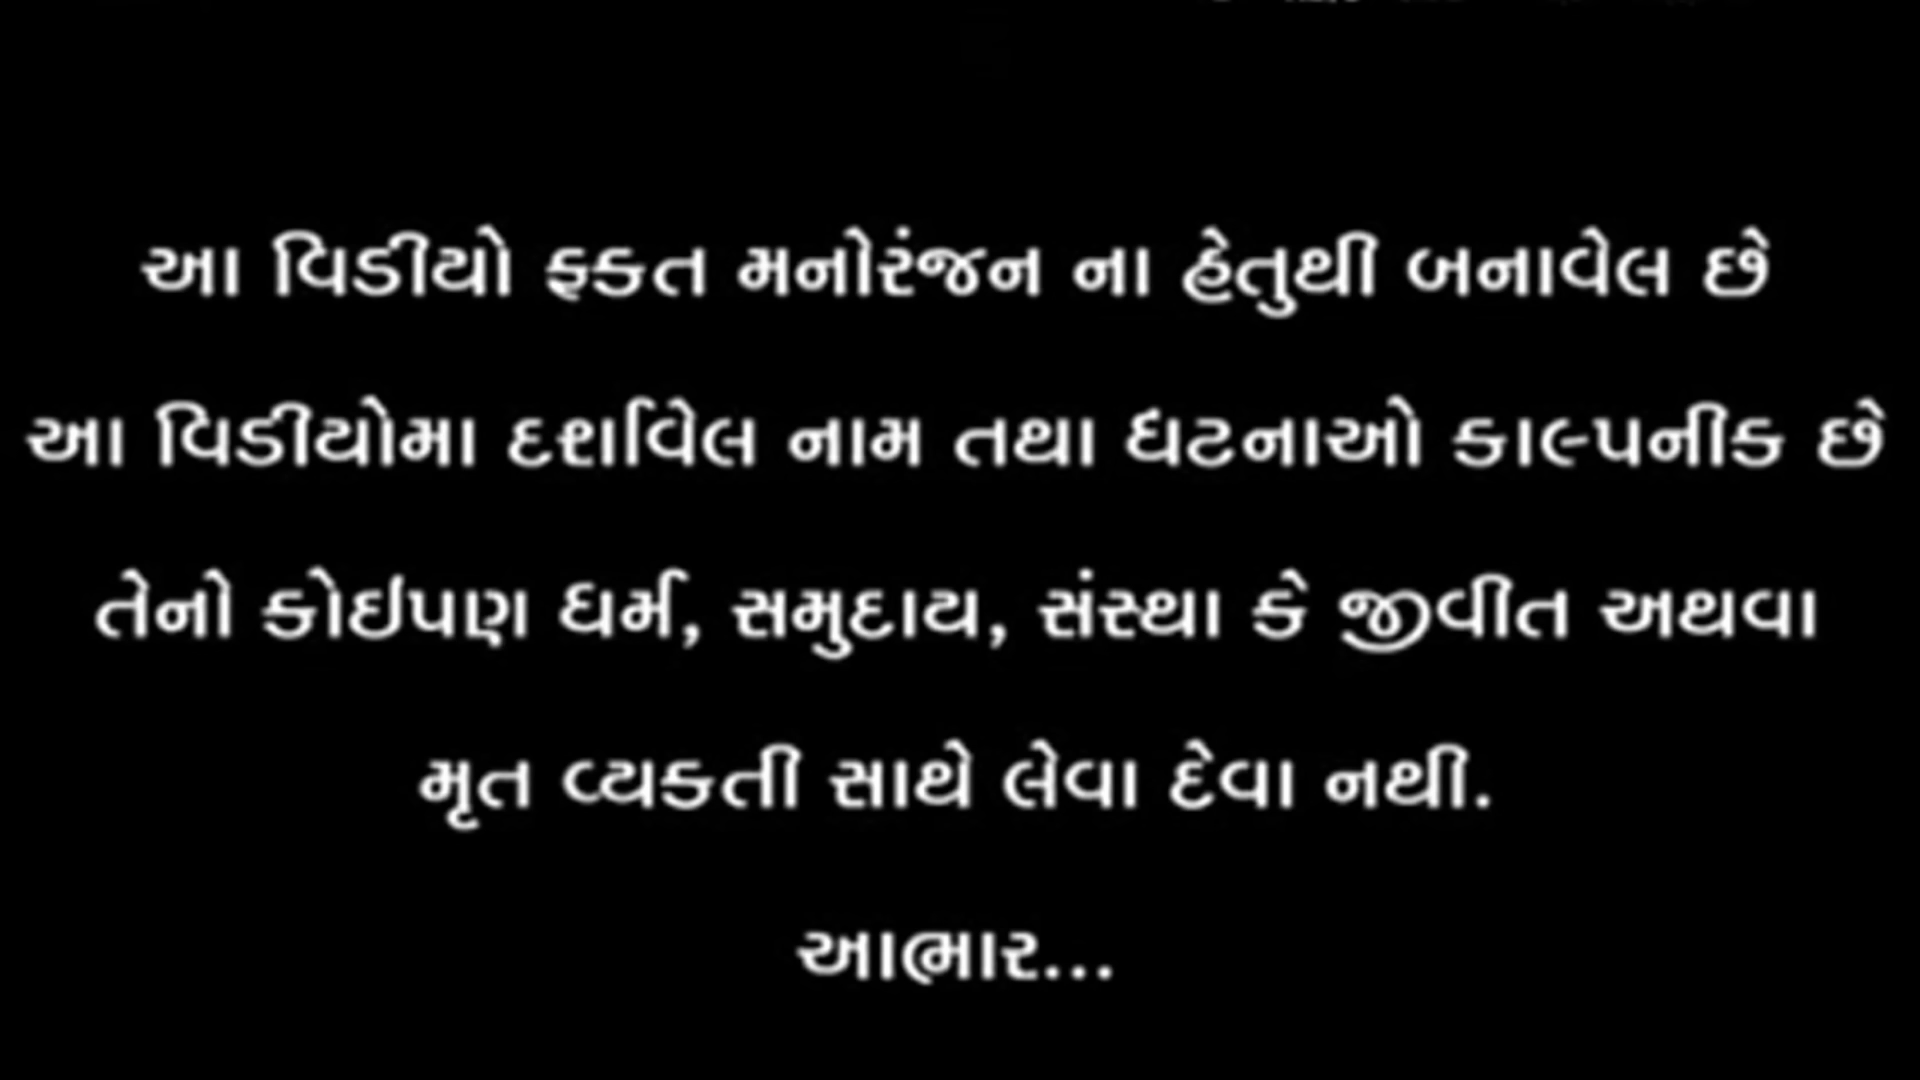 આ વિડીયો ફકત મનોરંજન ના હેતુથી બનાવેલ છે
આ વિડીયોમા દર્શાવેલ નામ તથા ઘટનાઓ કાલ્પનીક છે
તેનો કોઇપણ ધર્મ, સમુદાય, સંસ્થા કે જીવીત અથવા
મૃત વ્યકતી સાથે લેવા દેવા નથી.
આભાર...